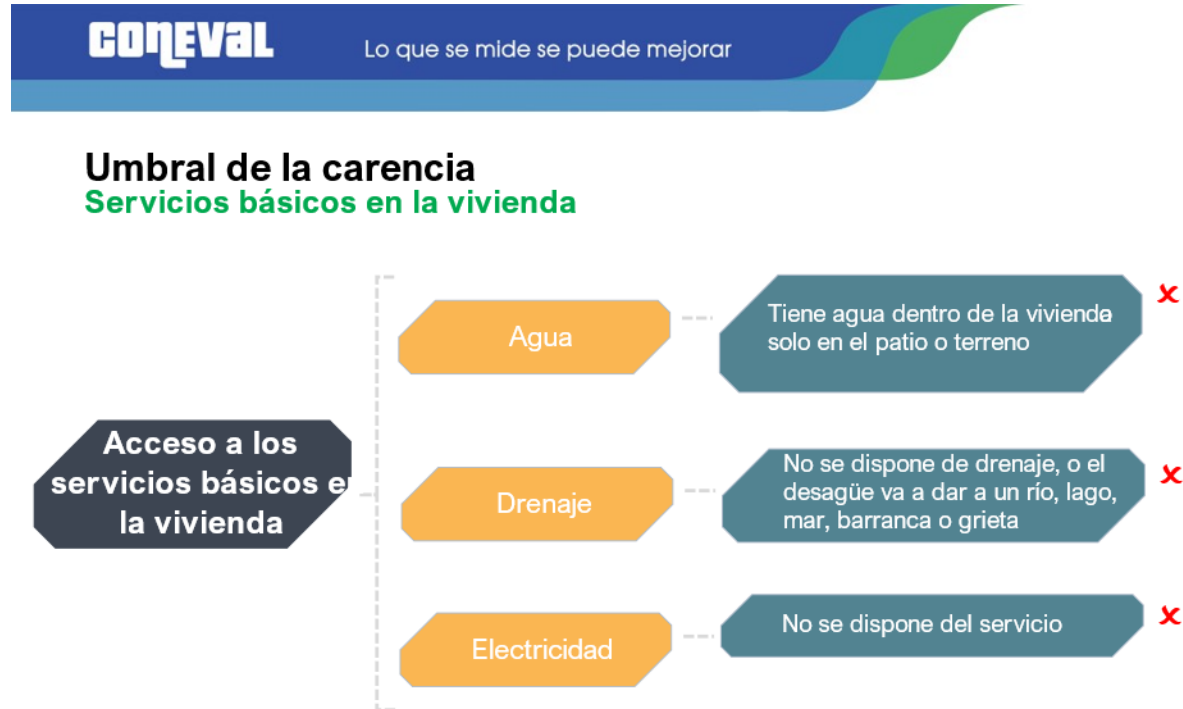 CONEVAL
Lo que se mide se puede mejorar
Umbral de la carencia
Servicios básicos en la vivienda
Acceso a los
servicios básicos en
la vivienda
Agua
Tiene agua dentro de la vivienda
solo en el patio o terreno
Drenaje
No se dispone de drenaje, o el
desagüe va a dar a un río, lago,
mar, barranca o grieta
Electricidad
No se dispone del servicio